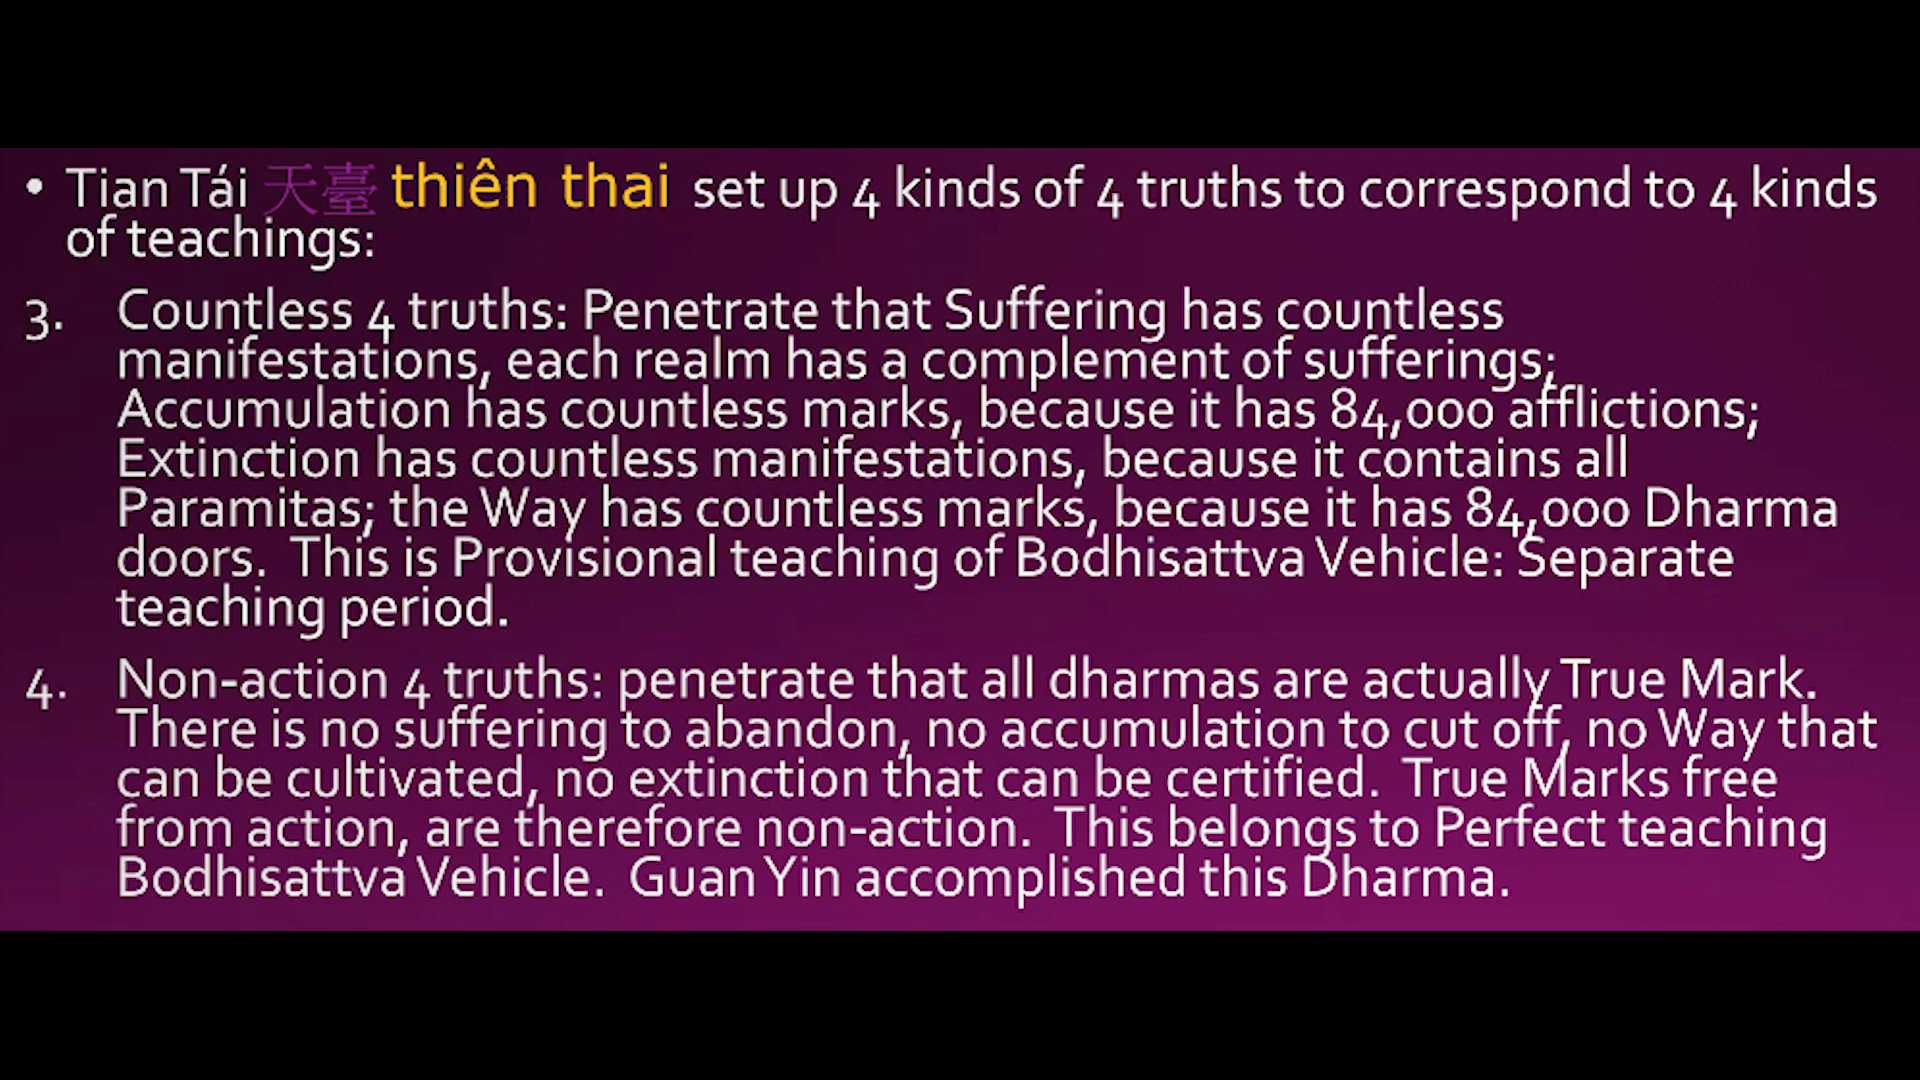 • Tian Tái 天臺 thiên thai set up 4 kinds of 4 truths to correspond to 4 kinds
of teachings:
3. Countless 4 truths: Penetrate that Suffering has countless
manifestations, each realm has a complement of sufferings;
Accumulation has countless marks, because it has 84,000 afflictions;
Extinction has countless manifestations, because it contains all
Paramitas; the Way has countless marks, because it has 84,000 Dharma
doors. This is Provisional teaching of Bodhisattva Vehicle: Separate
teaching period.
4. Non-action 4 truths: penetrate that all dharmas are actually True Mark.
There is no suffering to abandon, no accumulation to cut off, no Way that
can be cultivated, no extinction that can be certified. True Marks free
from action, are therefore non-action. This belongs to Perfect teaching
Bodhisattva Vehicle. Guan Yin accomplished this Dharma.